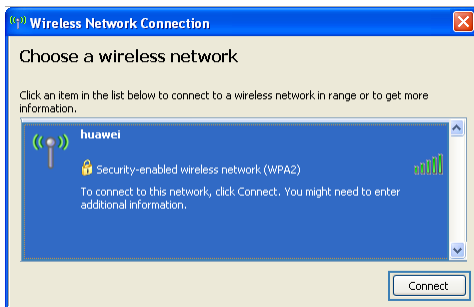 Wireless Network Connection
Choose a wireless network
Click an item in the list below to connect to a wireless network in range or to get more
information.
huawei
Security-enabled wireless network (WPA2)
To connect to this network, click Connect. You might need to enter
additional information.
Connect